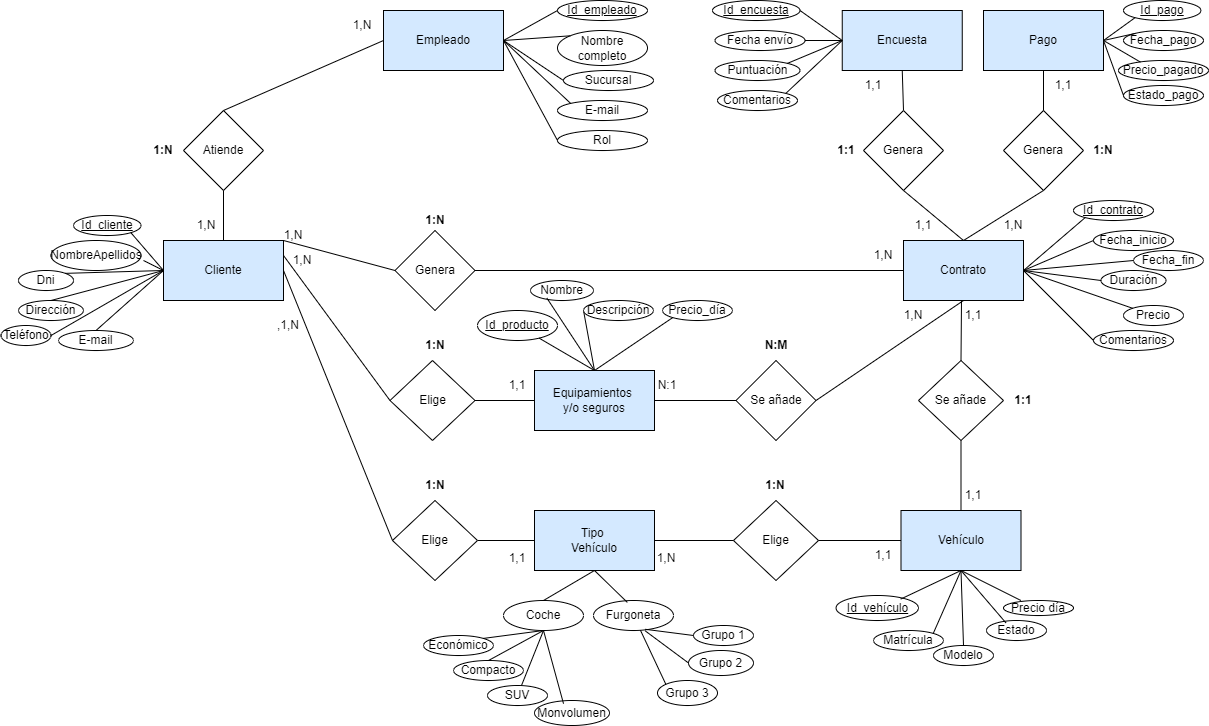 1,N
Empleado
Id_empleado
Nombre
completo
Sucursal
E-mail
Rol
Id_encuesta
Fecha envío
Puntuación
Comentarios
Encuesta
Pago
Id_pago
Fecha_pago
Precio_pagado
Estado_pago
1,1
1,1
1:N
Atiende
1:1
Genera
Genera
1:N
1,N
1,1
1,N
Id_cliente
NombreApellidos
Dni
Dirección
Teléfono
E-mail
Cliente
1,N
1,N
,1,N
1:N
Genera
1,N
Contrato
Id_contrato
Fecha_inicio
Fecha_fin
Duración
Precio
Comentarios
Nombre
Id_producto
Descripción
Precio_día
1,N
1,1
1:N
Elige
1,1
Equipamientos
y/o seguros
N:1
N:M
Se añade
Se añade
1:1
1:N
Elige
1,1
Tipo
Vehículo
1,N
1:N
Elige
1,1
1,1
Vehículo
Coche
Furgoneta
Económico
Compacto
SUV
Monvolumen
Grupo 1
Grupo 2
Grupo 3
Id_vehículo
Matrícula
Modelo
Estado
Precio día